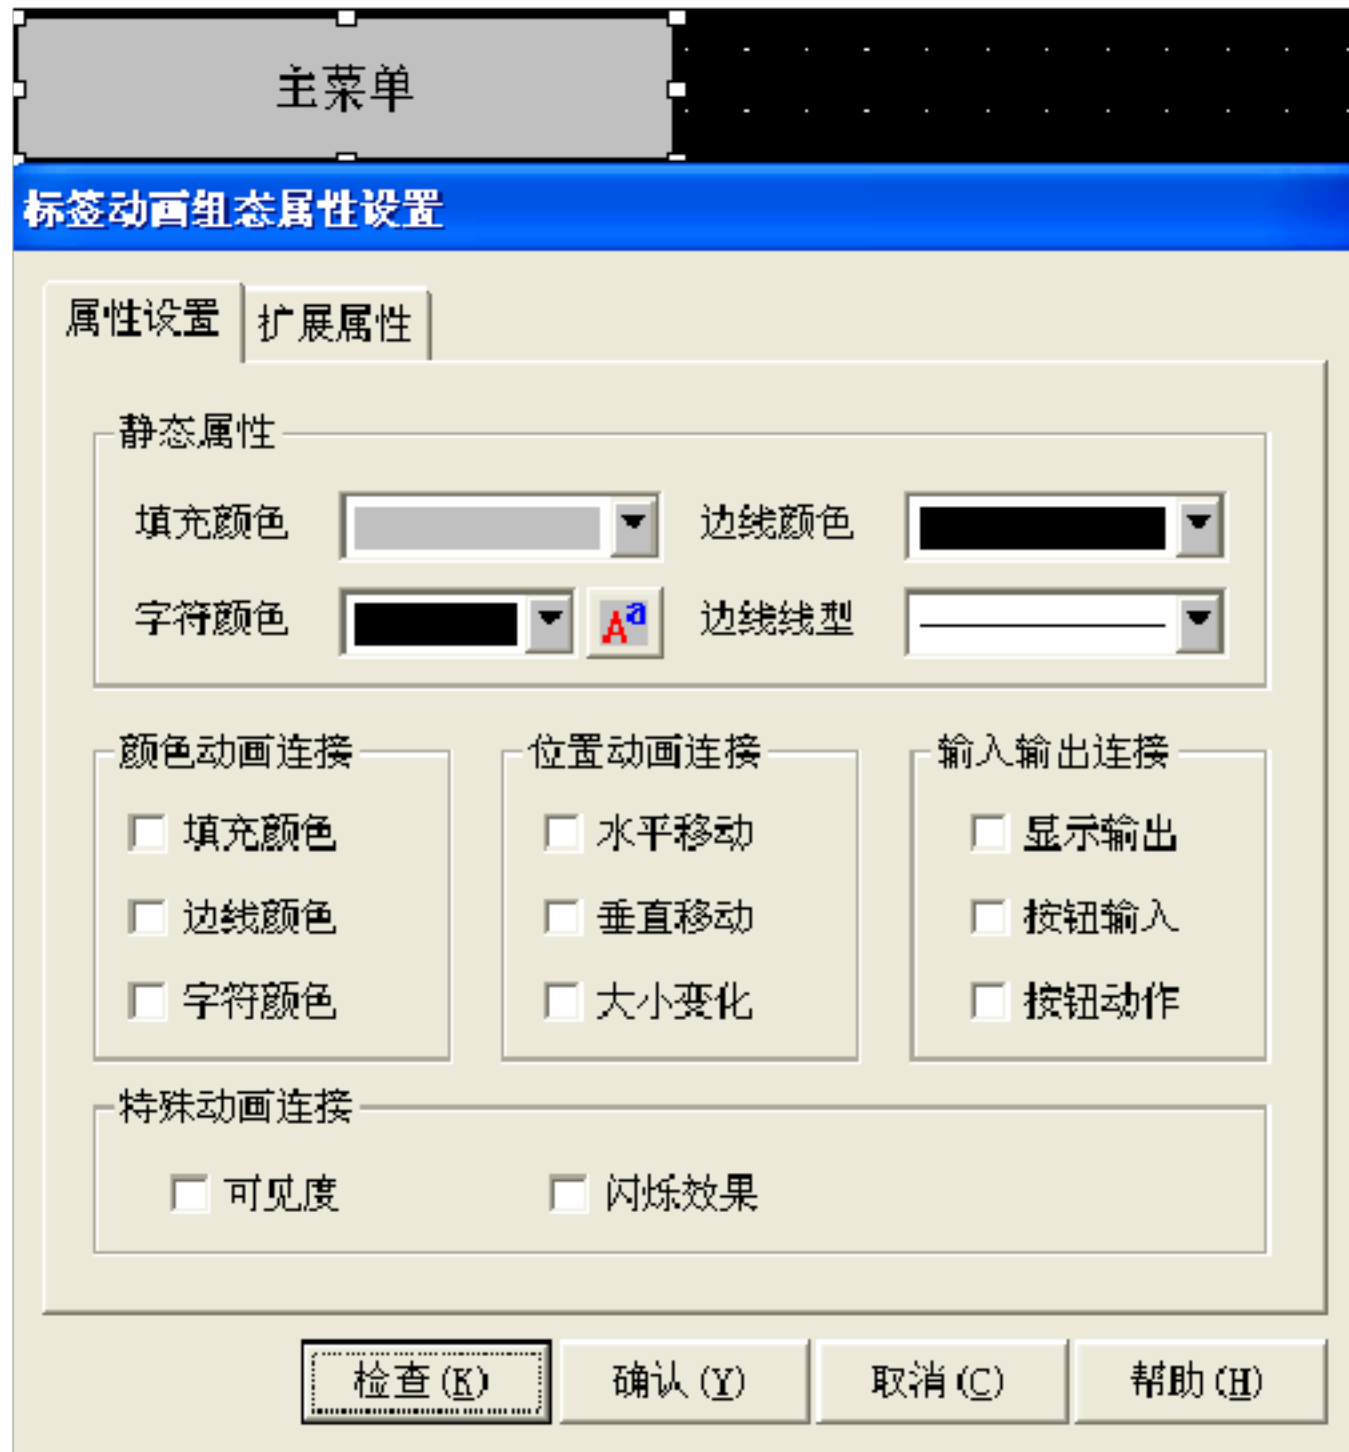 主菜单
标签动画组态属性设置
属性设置 扩展属性
静态属性
填充颜色 边线颜色
字符颜色 Aa 边线线型
颜色动画连接 位置动画连接 输入输出连接
填充颜色 水平移动 显示输出
边线颜色 垂直移动 按钮输入
字符颜色 大小变化 按钮动作
特殊动画连接
可见度 闪烁效果
检查(K) 确认(Y) 取消(C) 帮助(H)